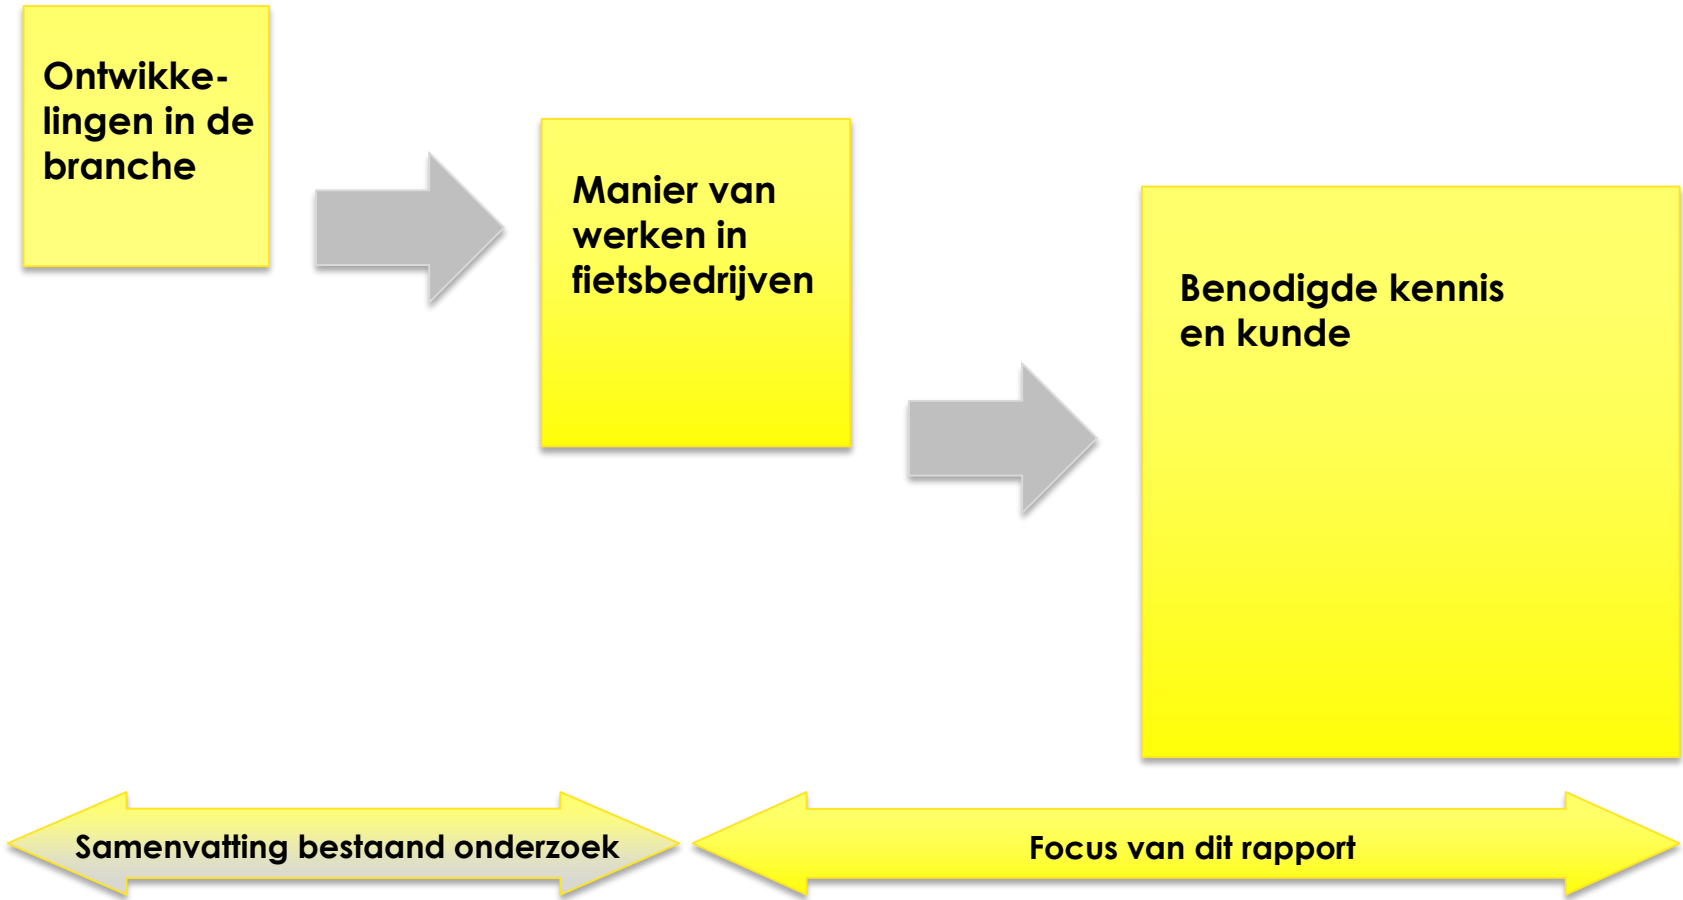 Ontwikke-
lingen in de
branche
Manier van
werken in
fietsbedrijven
Benodigde kennis
en kunde
Samenvatting bestaand onderzoek
Focus van dit rapport